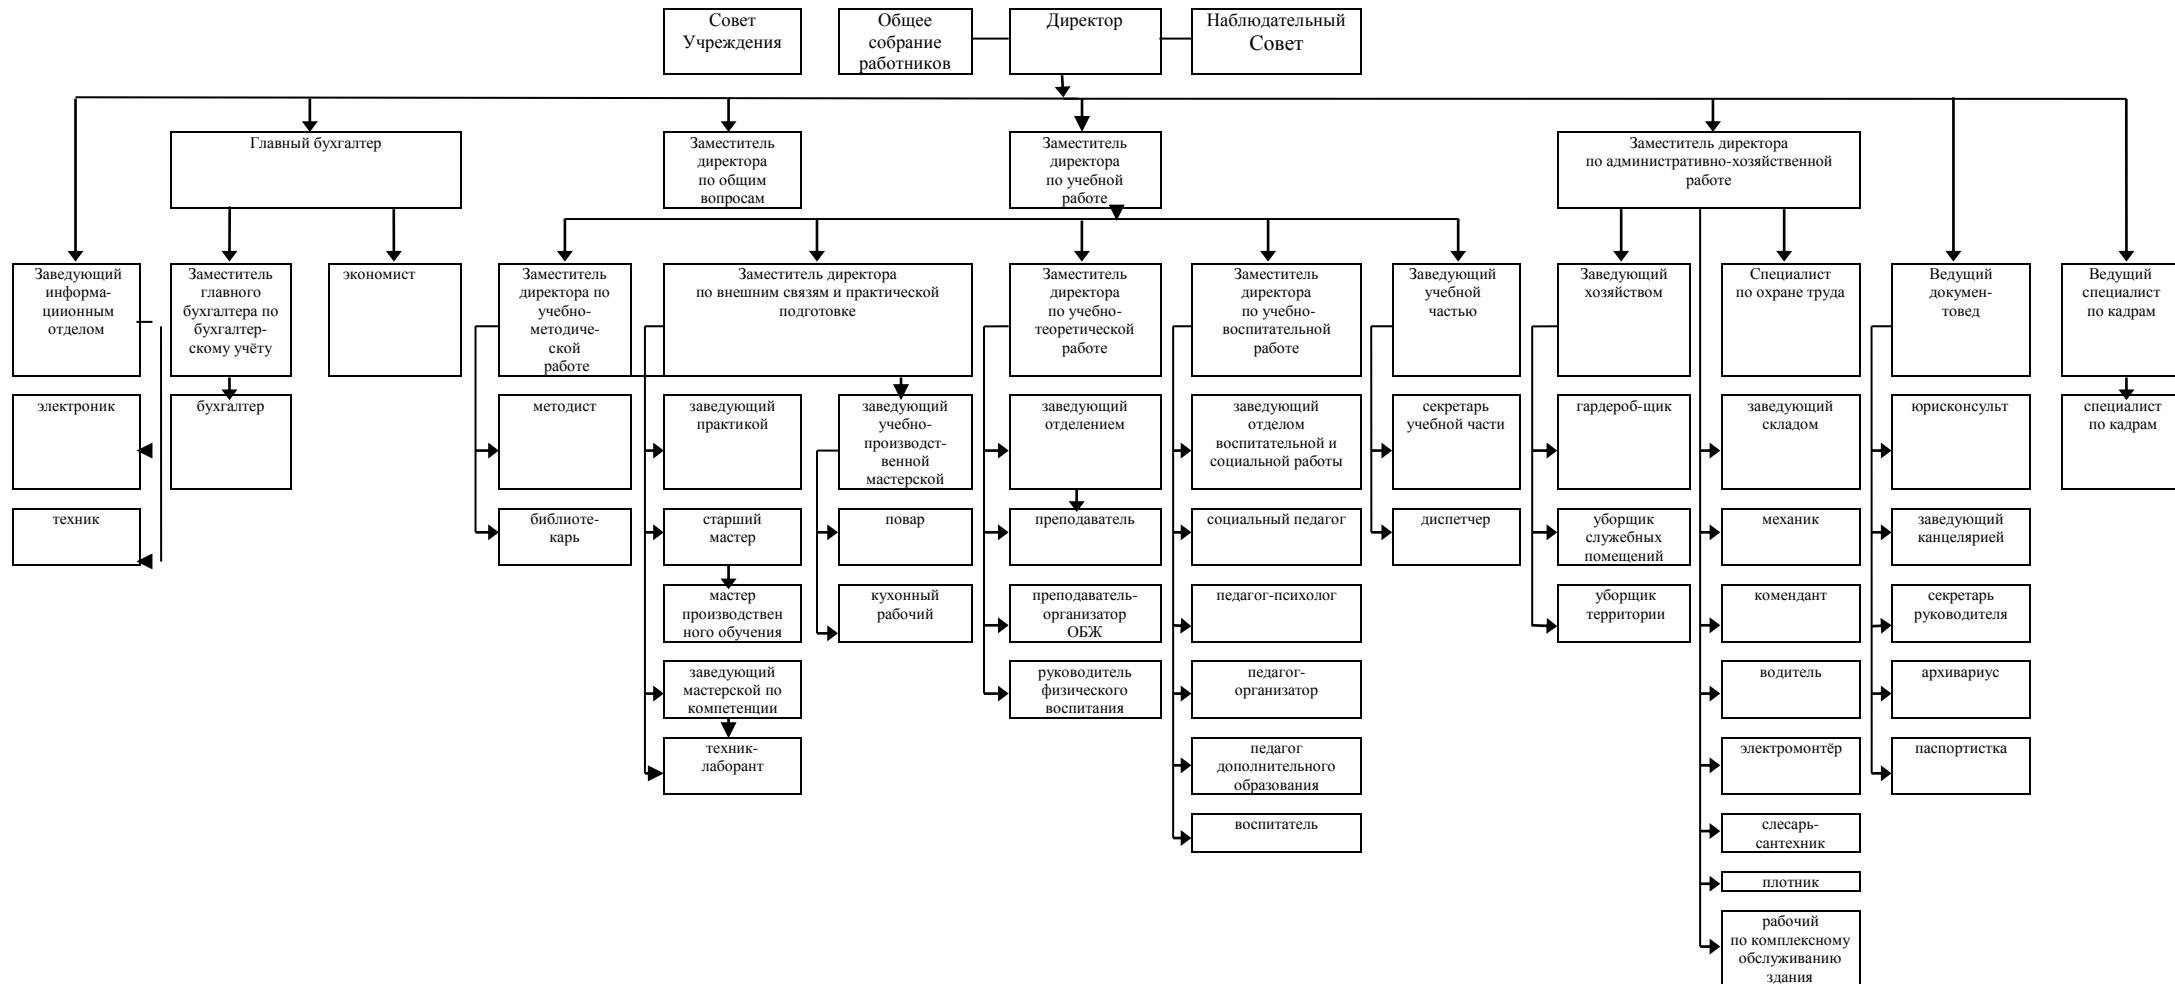 Совет
Учреждения
Общее
собрание
работников
Директор
Наблюдательный
Совет
Главный бухгалтер
Заместитель
директора
по общим
вопросам
Заместитель
директора
по учебной
работе
Заместитель директора
по административно-хозяйственной
работе
Заведующий
информа-
циионным
отделом
Заместитель
главного
бухгалтера по
бухгалтер-
скому учёту
экономист
Заместитель
директора по
учебно-
методиче-
ской
работе
Заместитель директора
по внешним связям и практической
подготовке
Заместитель
директора
по учебно-
теоретической
работе
Заместитель
директора
по учебно-
воспитательной
работе
Заведующий
учебной
частью
Заведующий
хозяйством
Специалист
по охране труда
Ведущий
докумен-
товед
Ведущий
специалист
по кадрам
электроник
бухгалтер
методист
заведующий
практикой
заведующий
учебно-
производст-
венной
мастерской
заведующий
отделением
заведующий
отделом
воспитательной и
социальной работы
секретарь
учебной части
гардероб-щик
заведующий
складом
юрисконсульт
специалист
по кадрам
техник
библиоте-
карь
старший
мастер
повар
преподаватель
социальный педагог
диспетчер
уборщик
служебных
помещений
механик
заведующий
канцелярией
мастер
производствен
ного обучения
кухонный
рабочий
преподаватель-
организатор
ОБЖ
педагог-психолог
уборщик
территории
комендант
секретарь
руководителя
заведующий
мастерской по
компетенции
руководитель
физического
воспитания
педагог-
организатор
водитель
архивариус
техник-
лаборант
педагог
дополнительного
образования
электромонтёр
паспортистка
воспитатель
слесарь-
сантехник
плотник
рабочий
по комплексному
обслуживанию
здания